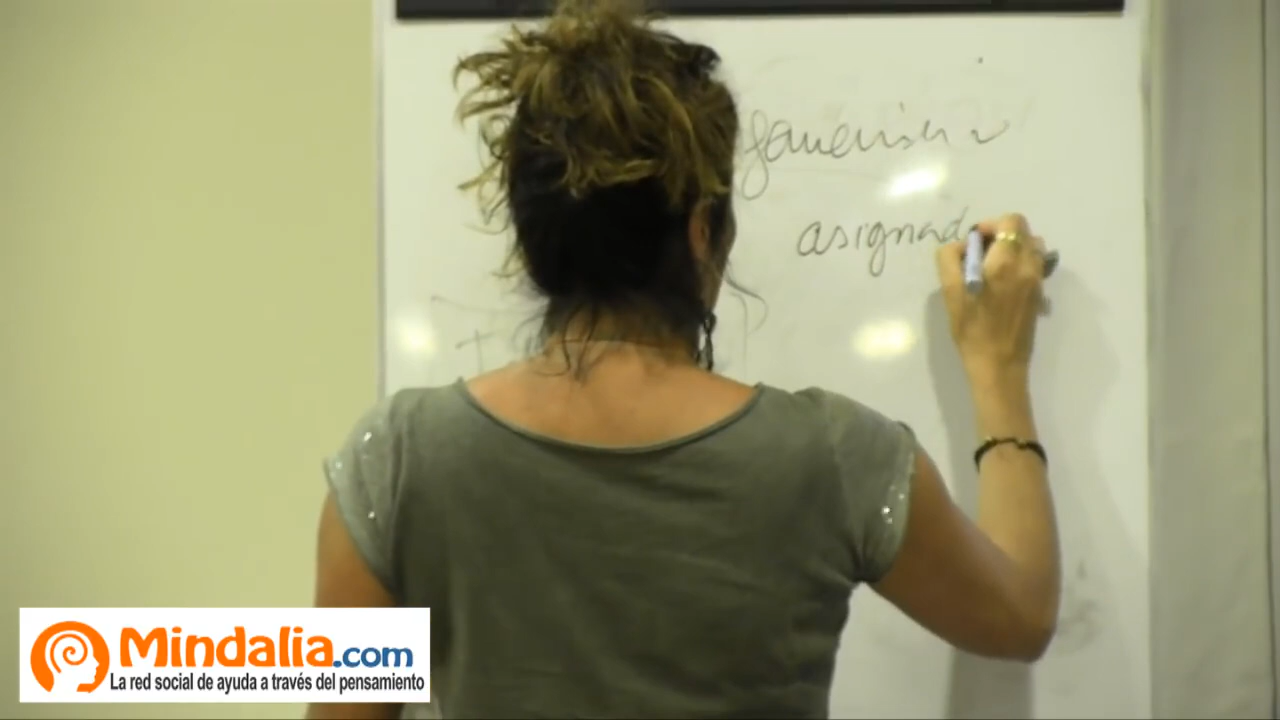 asignad
Mindalia.com
La red social de ayuda a través del pensamiento